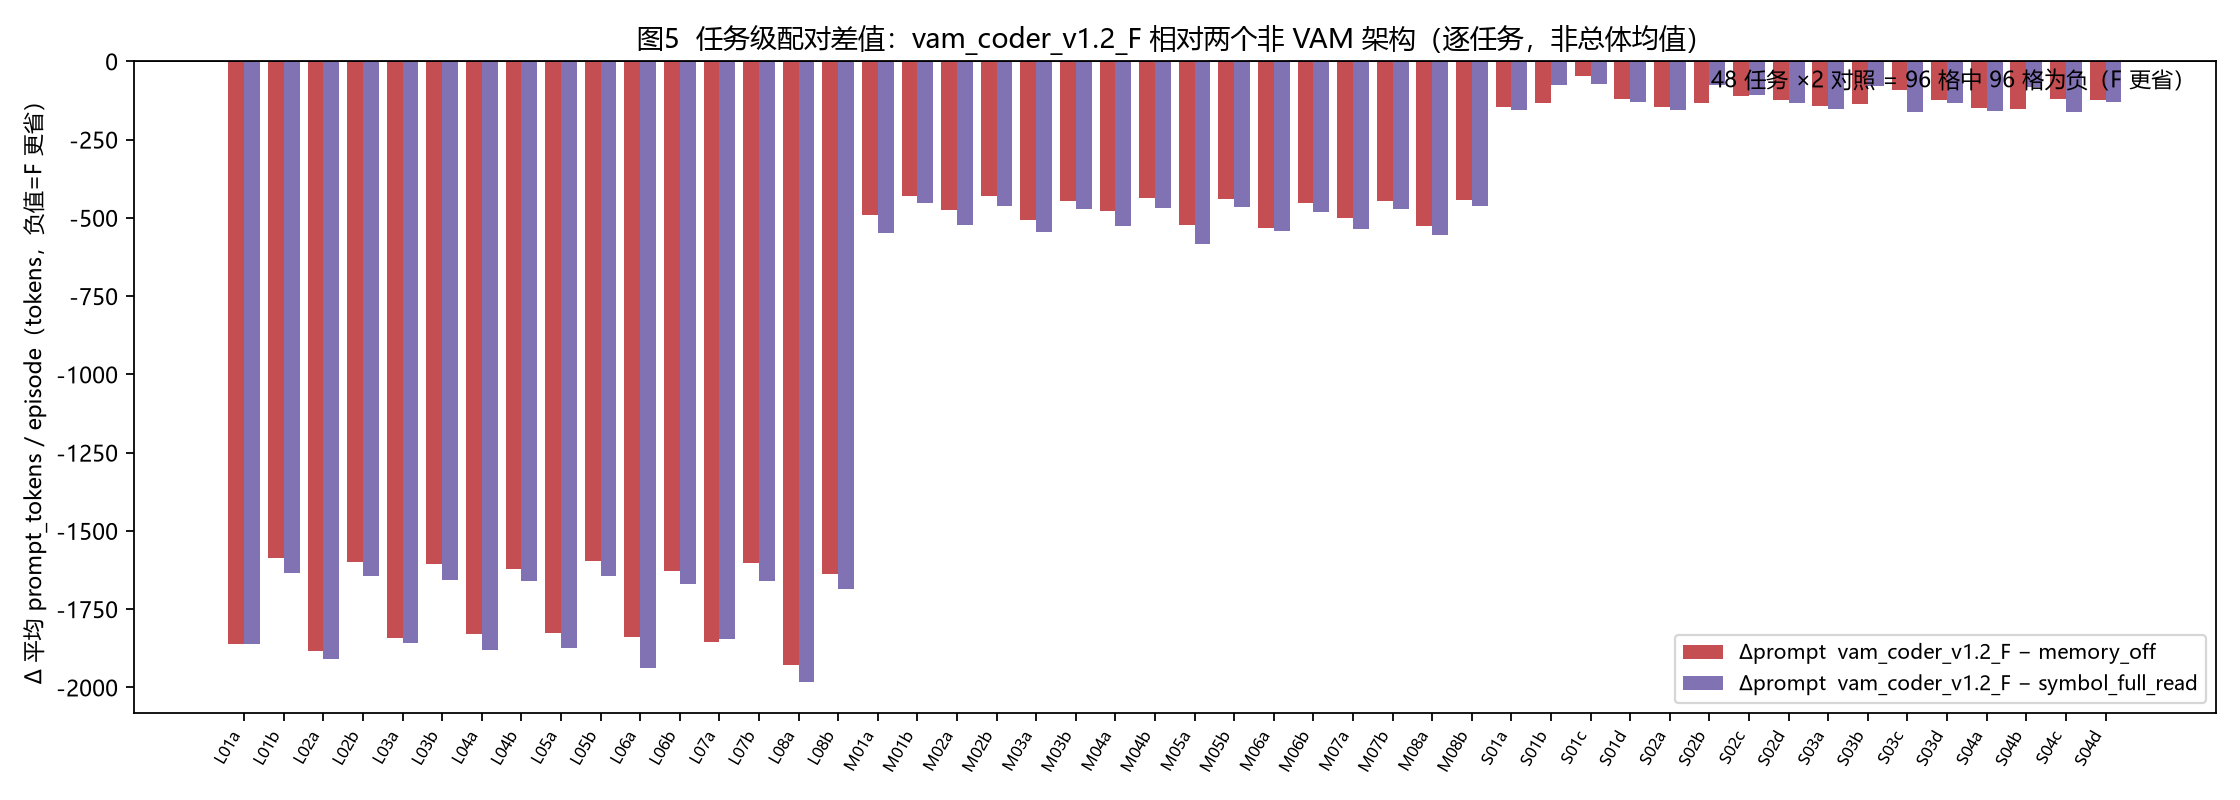 图5  任务级配对差值：vam_coder_v1.2_F 相对两个非 VAM 架构（逐任务，非总体均值）
48 任务 ×2 对照 = 96 格中 96 格为负（F 更省）
Δ 平均 prompt_tokens / episode（tokens，负值=F 更省）
0
-250
-500
-750
-1000
-1250
-1500
-1750
-2000
Δprompt  vam_coder_v1.2_F − memory_off
Δprompt  vam_coder_v1.2_F − symbol_full_read
L01a
L01b
L02a
L02b
L03a
L03b
L04a
L04b
L05a
L05b
L06a
L06b
L07a
L07b
L08a
L08b
M01a
M01b
M02a
M02b
M03a
M03b
M04a
M04b
M05a
M05b
M06a
M06b
M07a
M07b
M08a
M08b
S01a
S01b
S01c
S01d
S02a
S02b
S02c
S02d
S03a
S03b
S03c
S03d
S04a
S04b
S04c
S04d